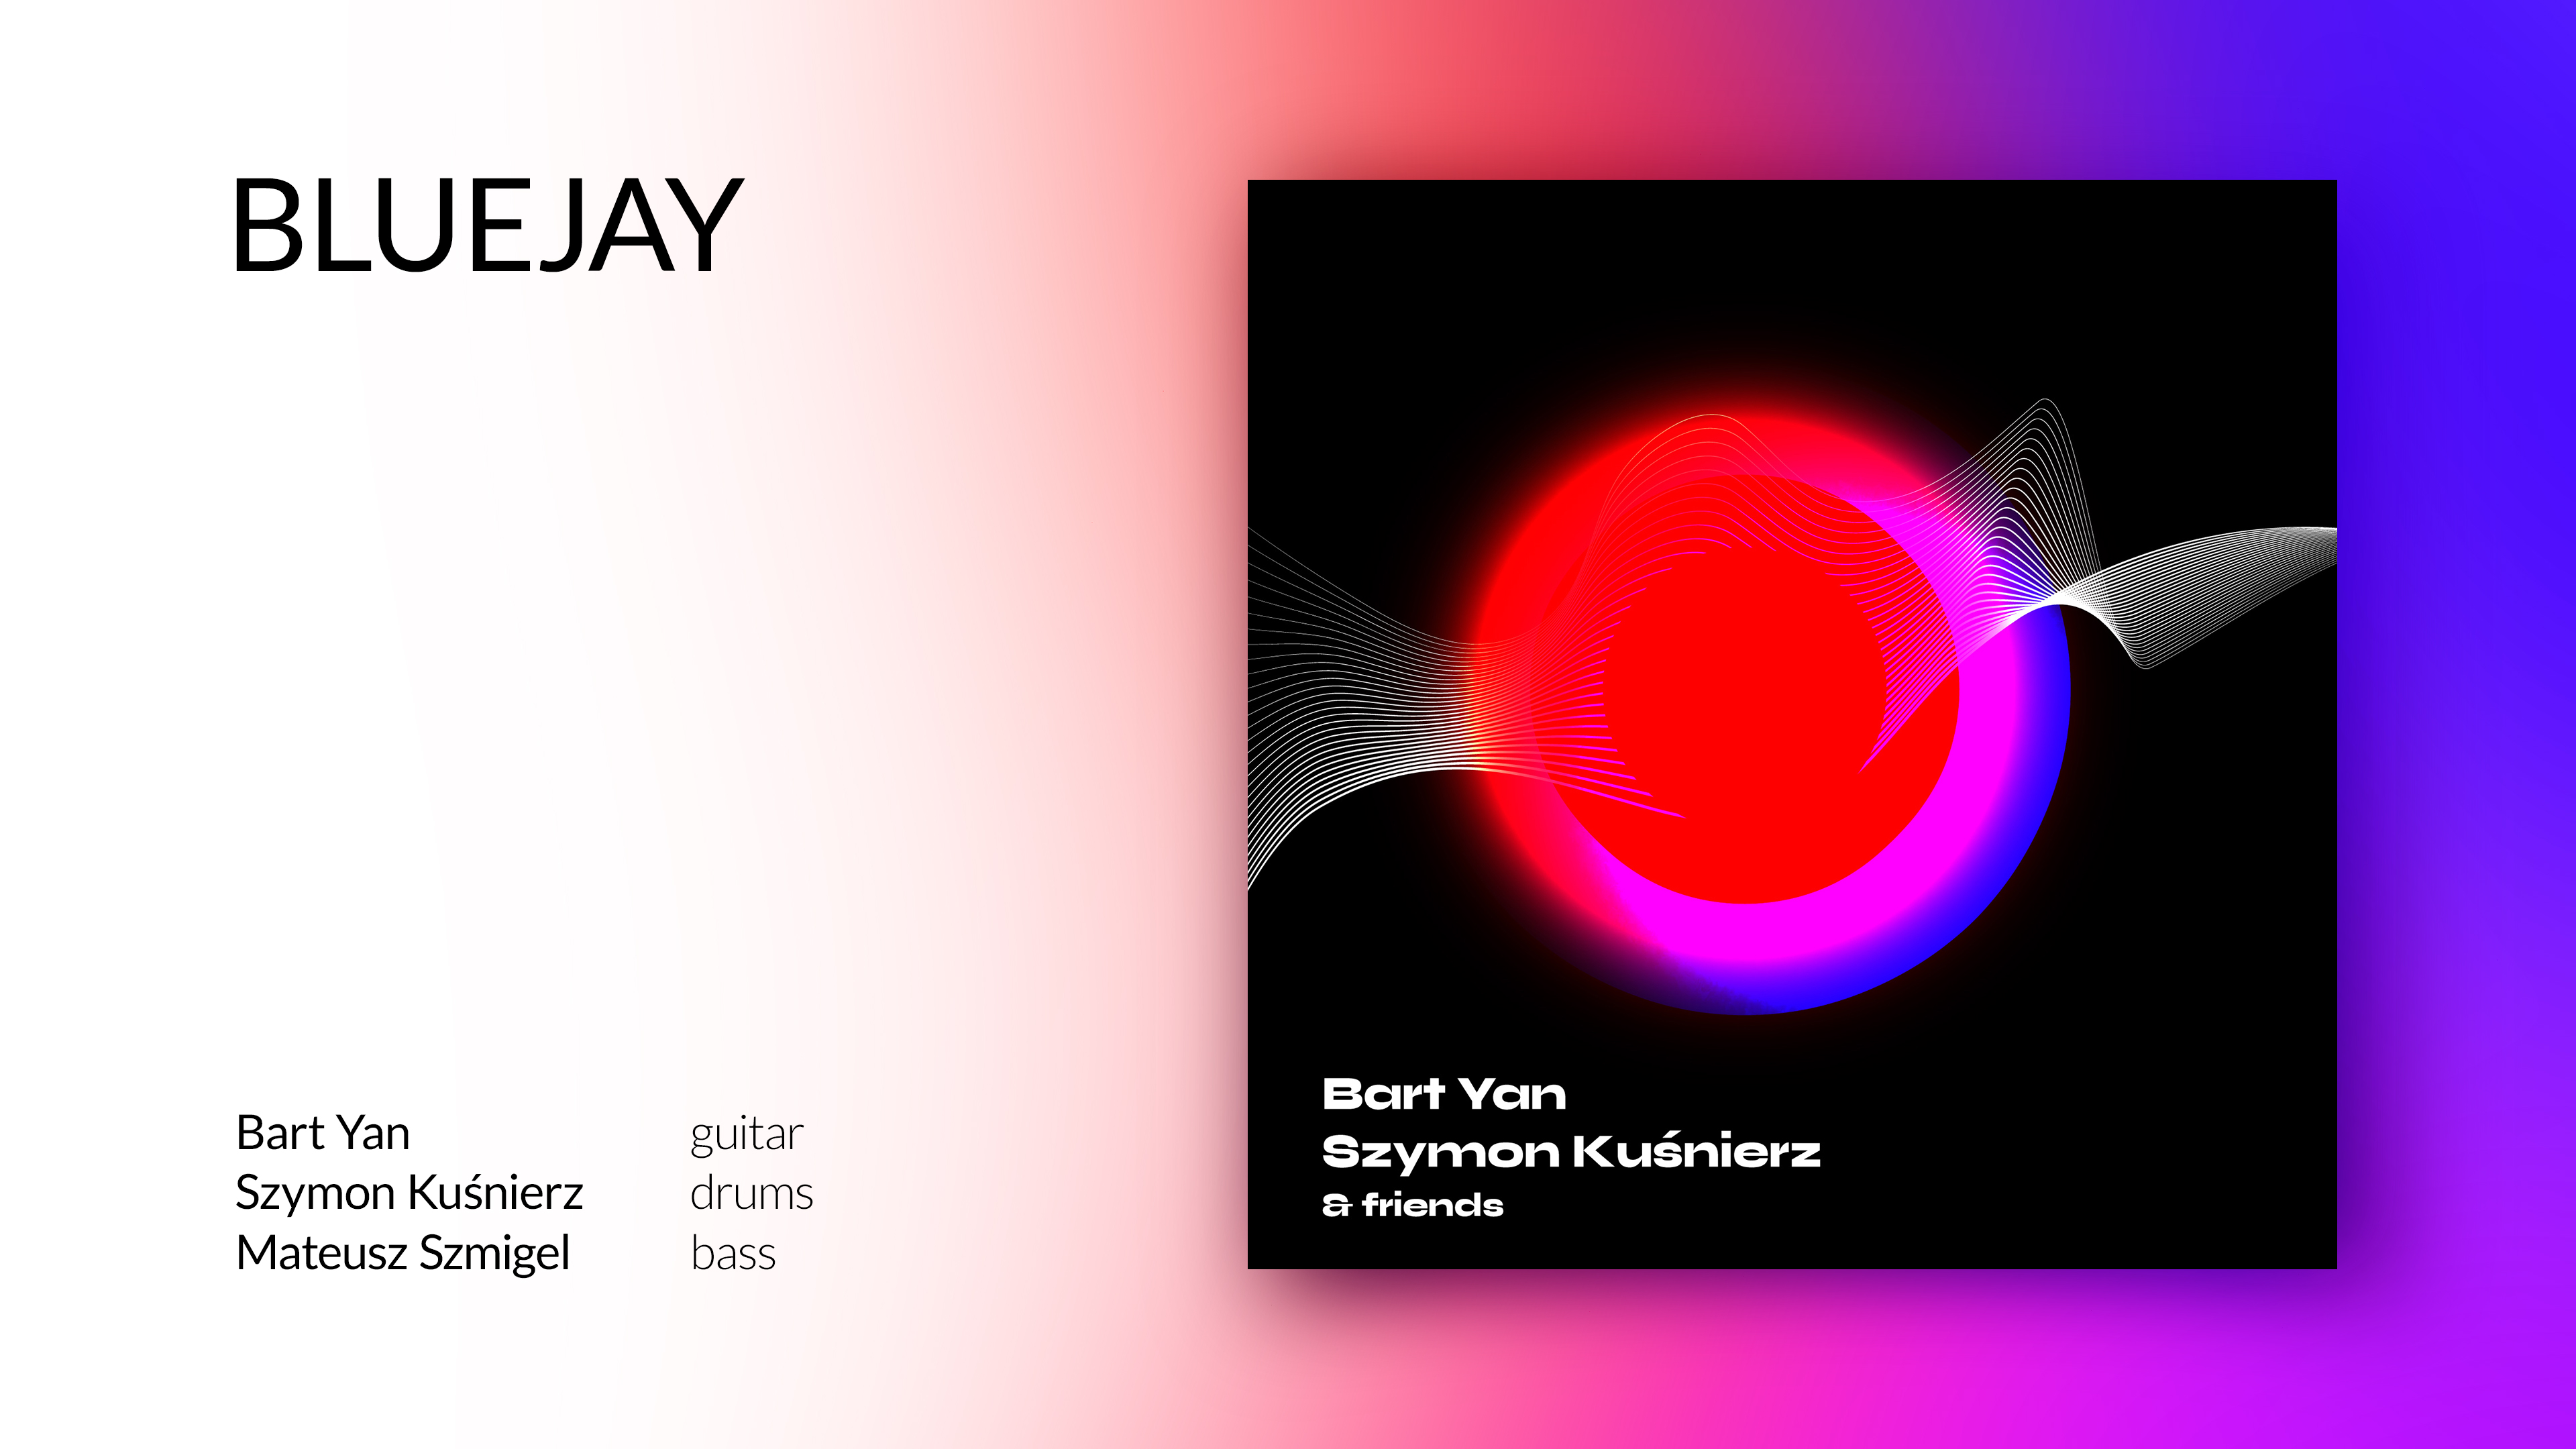 BLUEJAY
Bart Yan guitar
Szymon Kuśnierz drums
Mateusz Szmigel bass
Bart Yan
Szymon Kuśnierz
& friends